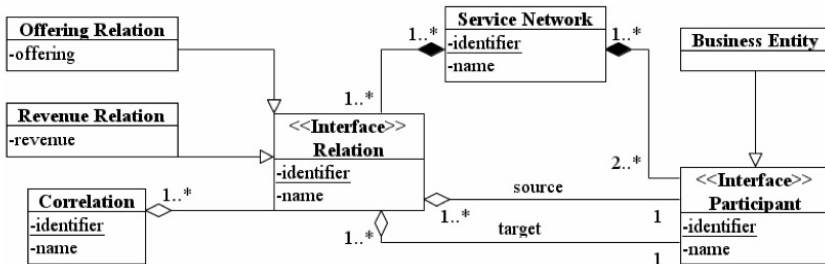 Service Network
-identifier
-name
Offering Relation
-offering
Business Entity
1..*
1..*
Revenue Relation
-revenue
1..*
<<Interface>>
Relation
-identifier
-name
2..*
<<Interface>>
Participant
-identifier
-name
Correlation
-identifier
-name
1..*
source
1..*
1
target
1..*
1